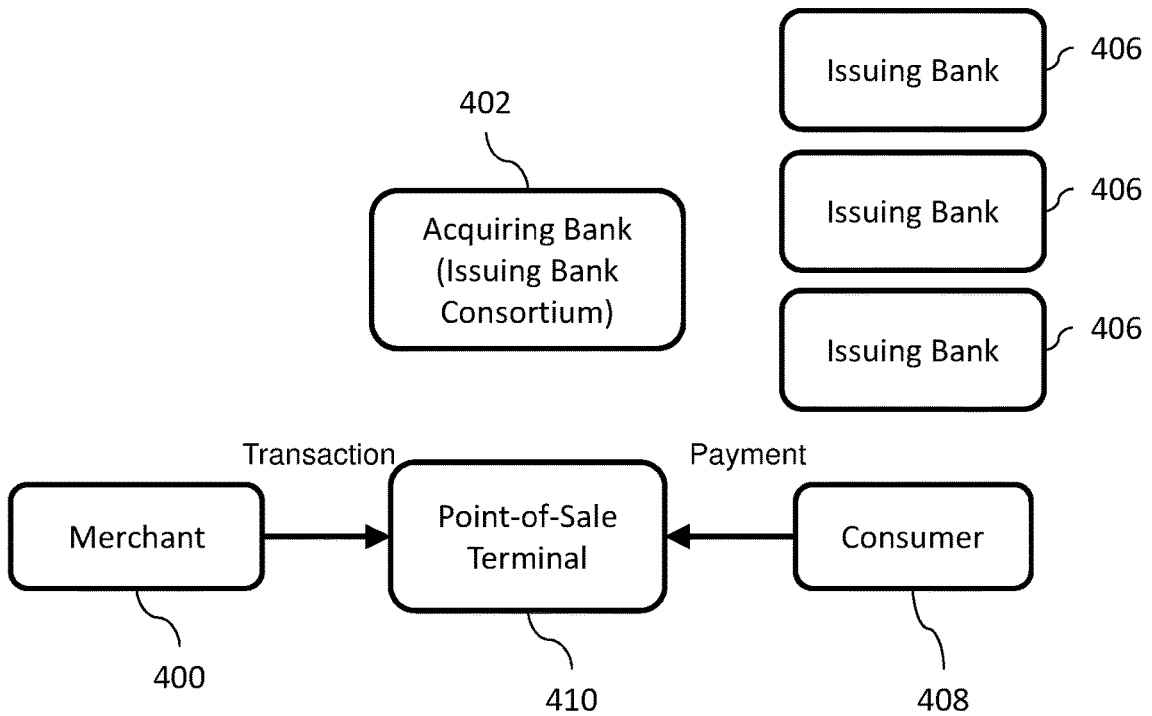 Issuing Bank
406
402
Issuing Bank
406
Acquiring Bank
(Issuing Bank
Consortium)
Issuing Bank
406
Transaction
Payment
Merchant
Point-of-Sale
Terminal
Consumer
400
410
408